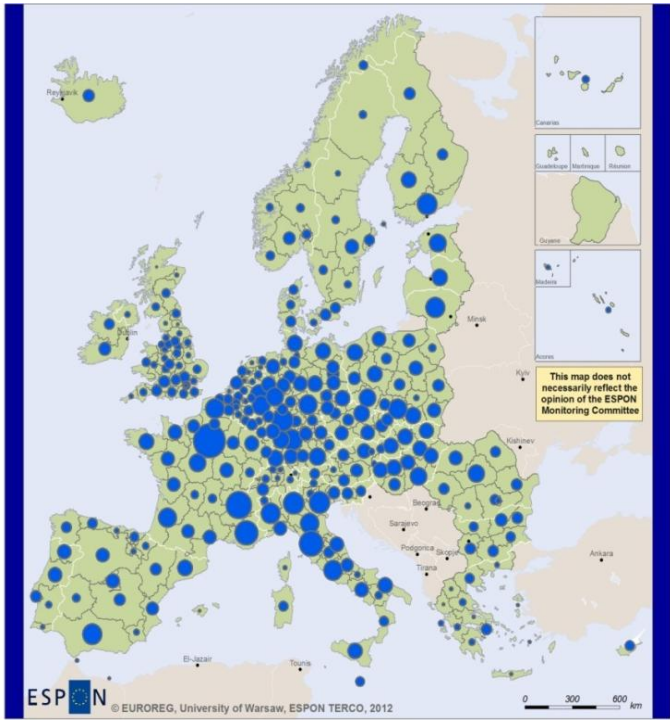 Reykjavik
Canarias
Guadeloupe Martinique Réunion
Guyane
Madeira
Acores
Dublin
Minsk
Kyiv
This map does not
necessarily reflect the
opinion of the ESPON
Monitoring Committee
Kishinev
Beograd
Sarajevo
Podgorica Skopje
Tirana
Ankara
El-Jazair
Tounis
ESPON
© EUROREG, University of Warsaw, ESPON TERCO, 2012
0 300 600
km